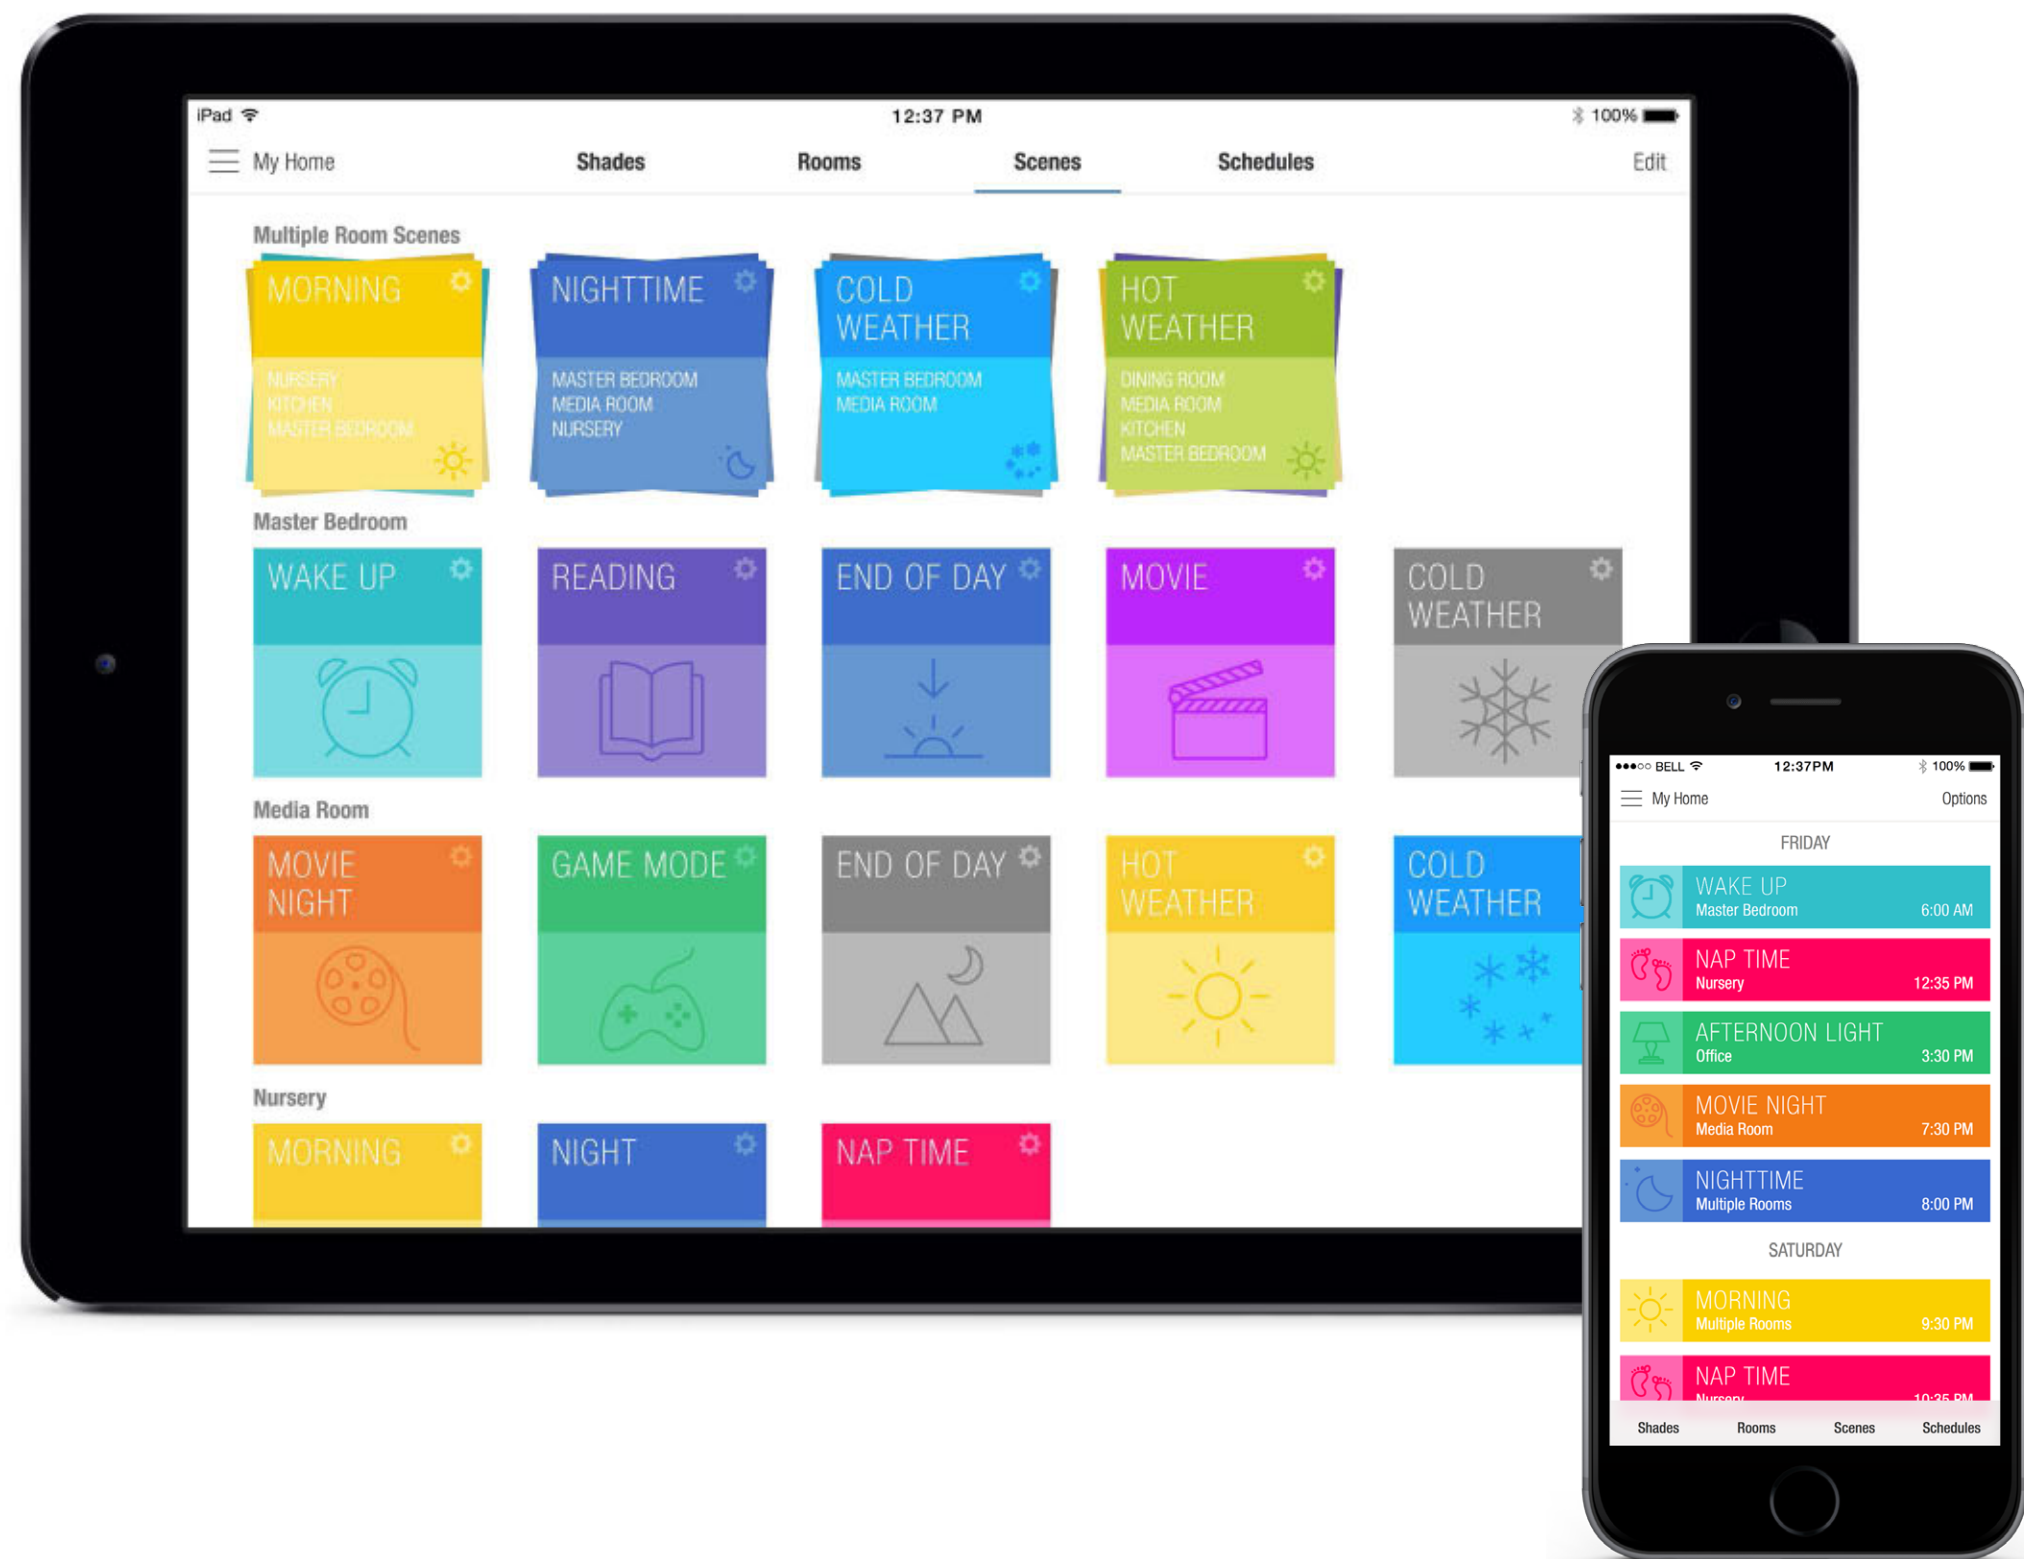 iPad 12:37 PM 100%
My Home Shades Rooms Scenes Schedules Edit
Multiple Room Scenes
MORNING
NURSERY
KITCHEN
MASTER BEDROOM
NIGHTTIME
MASTER BEDROOM
MEDIA ROOM
NURSERY
COLD
WEATHER
MASTER BEDROOM
MEDIA ROOM
HOT
WEATHER
DINING ROOM
MEDIA ROOM
KITCHEN
MASTER BEDROOM
Master Bedroom
WAKE UP
READING
END OF DAY
MOVIE
COLD
WEATHER
Media Room
MOVIE
NIGHT
GAME MODE
END OF DAY
HOT
WEATHER
COLD
WEATHER
Nursery
MORNING
NIGHT
NAP TIME
BELL 12:37PM 100%
My Home Options
FRIDAY
WAKE UP
Master Bedroom 6:00 AM
NAP TIME
Nursery 12:35 PM
AFTERNOON LIGHT
Office 3:30 PM
MOVIE NIGHT
Media Room 7:30 PM
NIGHTTIME
Multiple Rooms 8:00 PM
SATURDAY
MORNING
Multiple Rooms 9:30 PM
NAP TIME
Nursery 10:35 PM
Shades Rooms Scenes Schedules